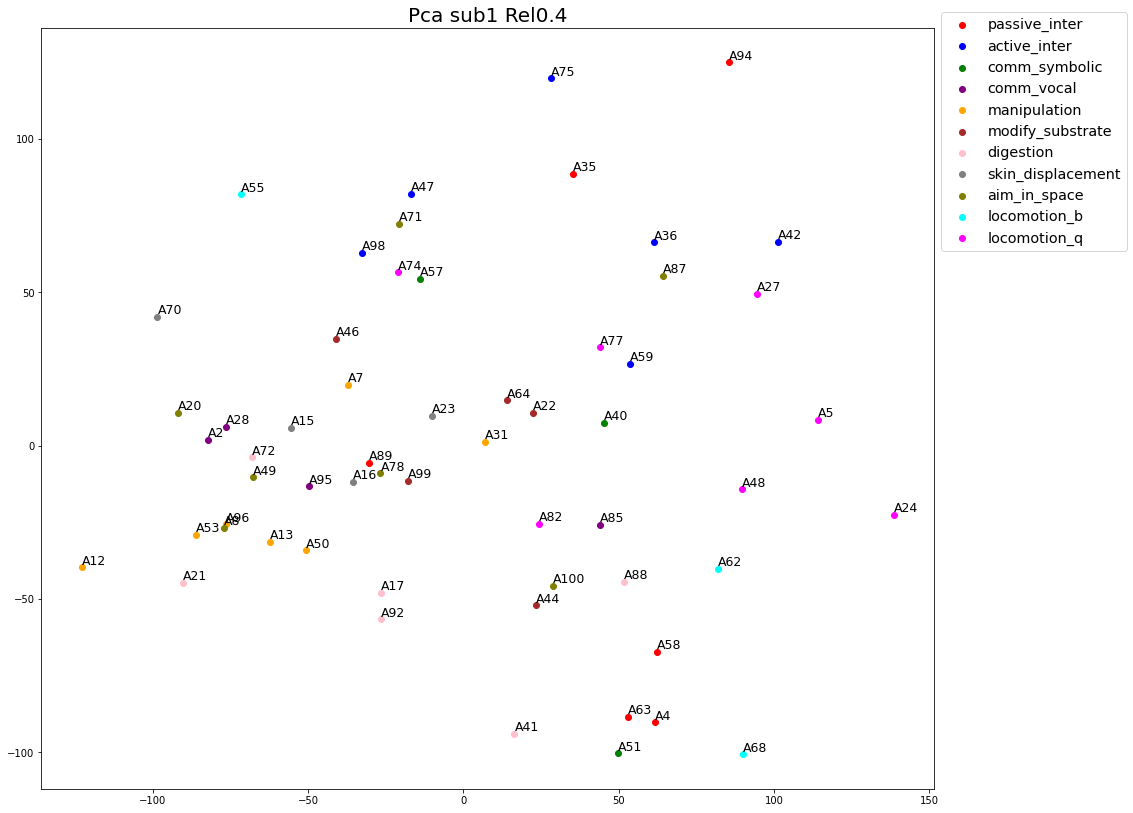 Pca sub1 Rel0.4
passive_inter
active_inter
comm_symbolic
comm_vocal
manipulation
modify_substrate
digestion
skin_displacement
aim_in_space
locomotion_b
locomotion_q
A94
A75
A35
A55
A47
A71
A36
A42
A98
A74
A57
A87
A27
A70
A46
A77
A59
A7
A64
A22
A20
A23
A5
A28
A15
A40
A2
A31
A72
A89
A78
A49
A16
A99
A95
A48
A24
A96
A8
A82
A85
A53
A13
A50
A12
A62
A21
A88
A100
A17
A44
A92
A58
A63
A4
A41
A51
A68
100
50
0
−50
−100
−100
−50
0
50
100
150